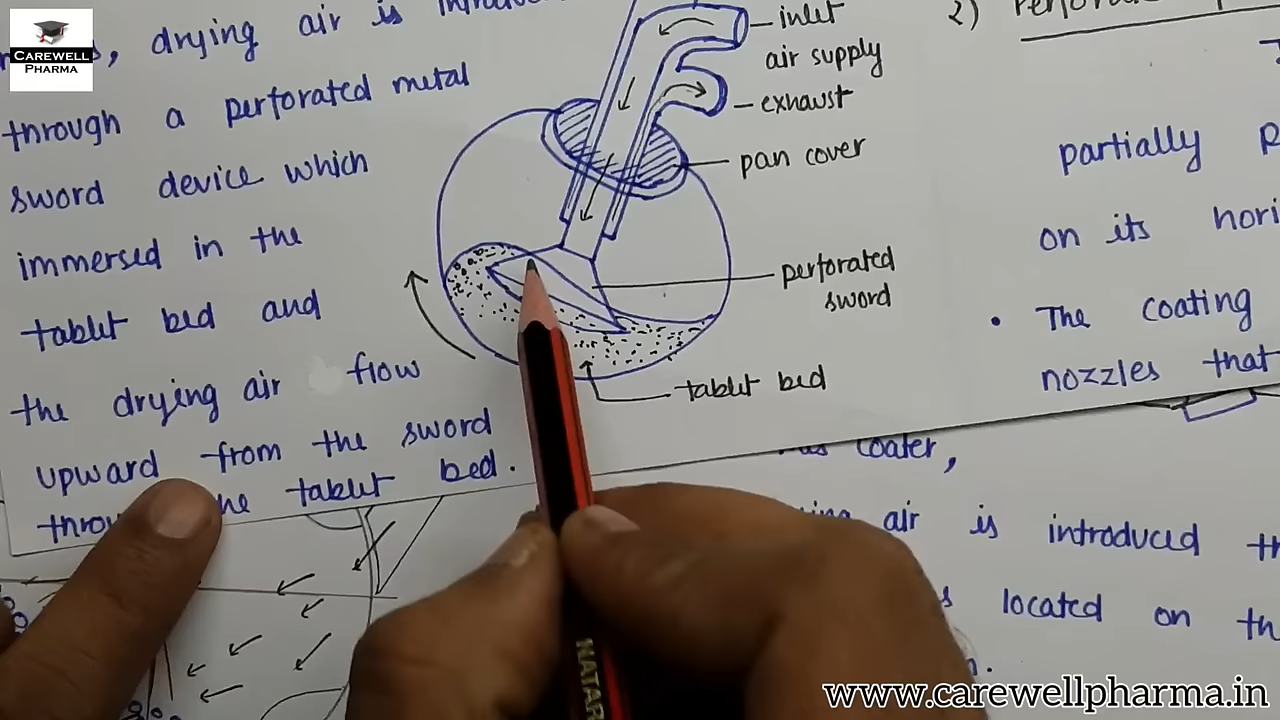 CAREWELL
PHARMA
, drying air is
through a perforated metal
sword device which
immersed in the
tablet bed and
the drying air flow
upward from the sword
the tablet bed.
inlet
air supply
exhaust
pan cover
perforated
sword
tablet bed
2)
partially
on its
• The coating
nozzles that
coater,
air is introduced
located on
NATAR
www.carewellpharma.in